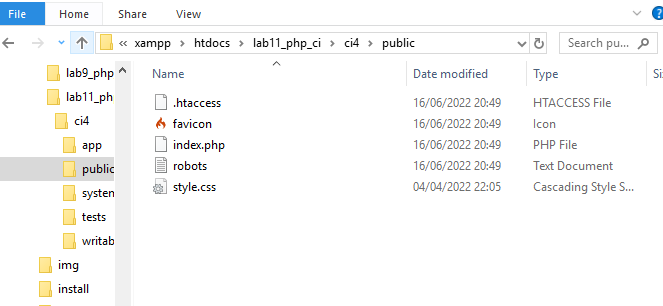 File Home Share View
« xampp › htdocs › lab11_php_ci › ci4 › public Search pu...
Name Date modified Type Size
lab9_php
lab11_ph
ci4
app
public
system
tests
writab
img
install
.htaccess 16/06/2022 20:49 HTACCESS File
favicon 16/06/2022 20:49 Icon
index.php 16/06/2022 20:49 PHP File
robots 16/06/2022 20:49 Text Document
style.css 04/04/2022 22:05 Cascading Style S...